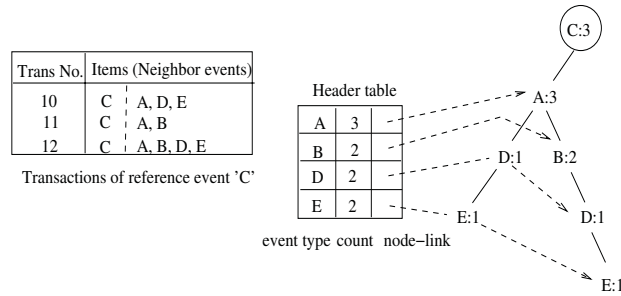 Trans No. Items (Neighbor events)
10 C A, D, E
11 C A, B
12 C A, B, D, E
Transactions of reference event 'C'
Header table
A 3
B 2
D 2
E 2
event type count node−link
C:3
A:3
D:1 B:2
E:1 D:1
E:1